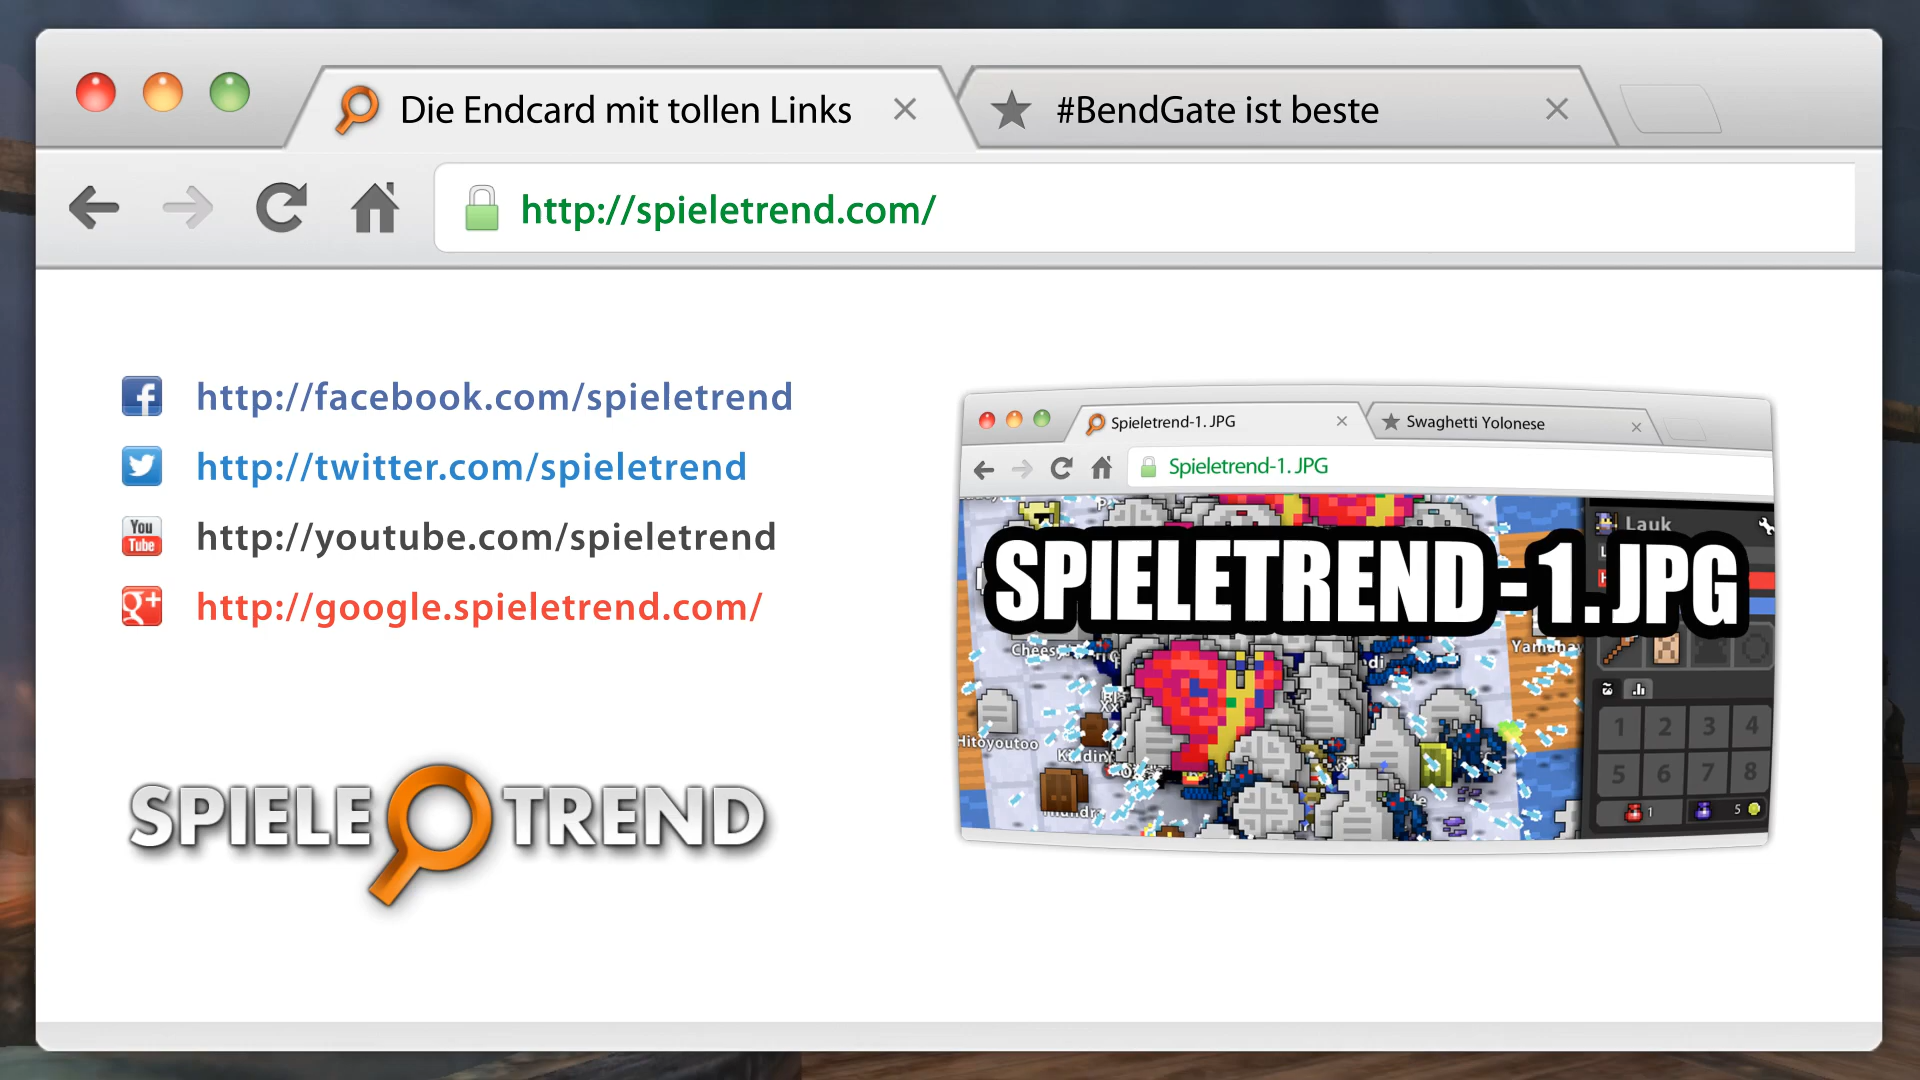 Die Endcard mit tollen Links
#BendGate ist beste
http://spieletrend.com/
http://facebook.com/spieletrend
http://twitter.com/spieletrend
You
Tube
http://youtube.com/spieletrend
g+
http://google.spieletrend.com/
SPIELE TREND
Spieletrend-1. JPG
Swaghetti Yolonese
Spieletrend-1. JPG
Lauk
SPIELETREND-1. JPG
Hitoyoutoo
1 2 3 4
5 6 7 8
1
5